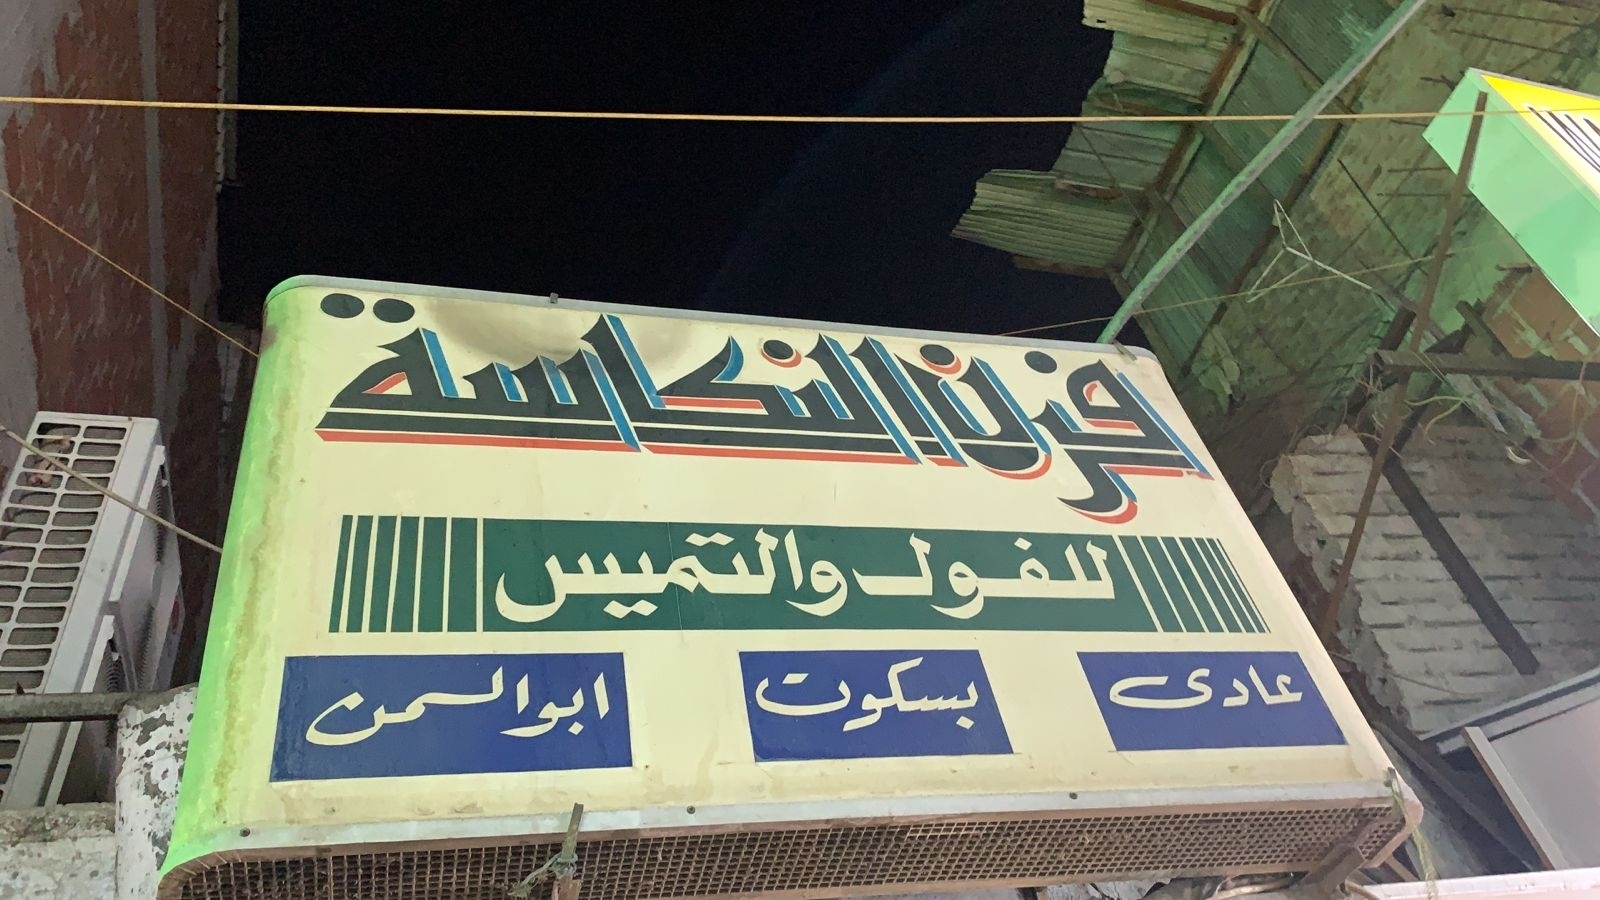 فرن النكاسة
للفول والتميس
عادى
بسكوت
ابوالسمن